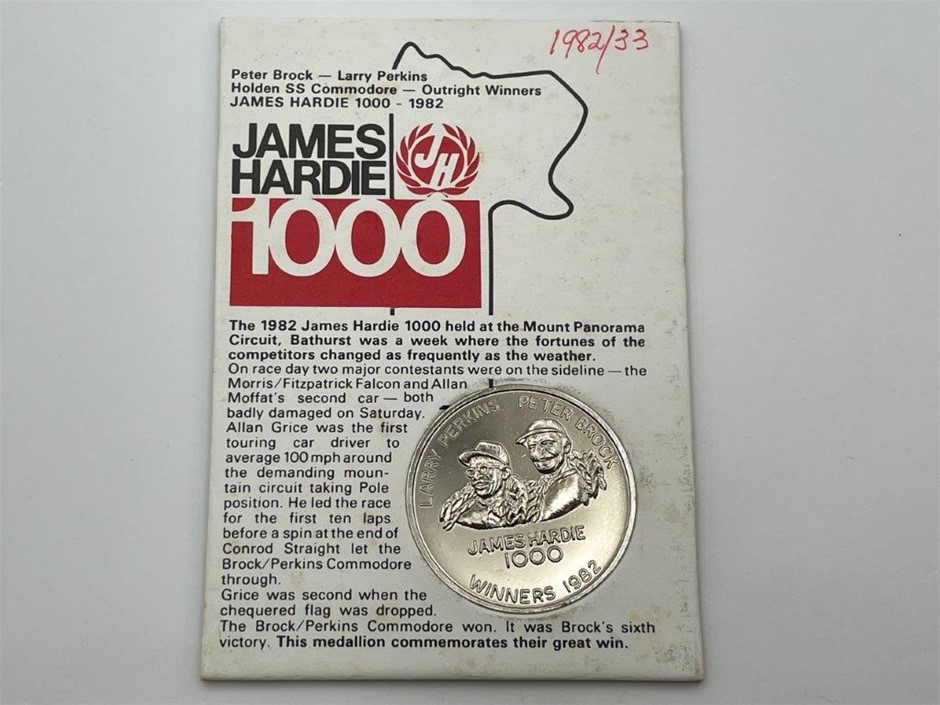 1982/33
Peter Brock — Larry Perkins
Holden SS Commodore — Outright Winners
JAMES HARDIE 1000 - 1982
JAMES
HARDIE
JH
1000
The 1982 James Hardie 1000 held at the Mount Panorama
Circuit, Bathurst was a week where the fortunes of the
competitors changed as frequently as the weather.
On race day two major contestants were on the sideline — the
Morris/Fitzpatrick Falcon and Allan
Moffat's second car — both
badly damaged on Saturday.
Allan Grice was the first
touring car driver to
average 100 mph around
the demanding moun-
tain circuit taking Pole
position. He led the race
for the first ten laps
before a spin at the end of
Conrod Straight let the
Brock/Perkins Commodore
through.
Grice was second when the
chequered flag was dropped.
The Brock/Perkins Commodore won. It was Brock's sixth
victory. This medallion commemorates their great win.
LARRY PERKINS PETER BROCK
JAMES HARDIE
1000
WINNERS 1982